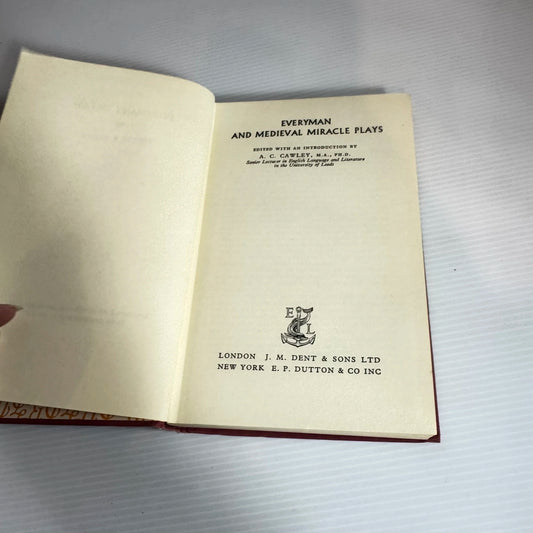 EVERYMAN
AND MEDIEVAL MIRACLE PLAYS
EDITED WITH AN INTRODUCTION BY
A. C. CAWLEY, M.A., PH.D.
Senior Lecturer in English Language and Literature
in the University of Leeds
E L
LONDON J. M. DENT & SONS LTD
NEW YORK E. P. DUTTON & CO INC